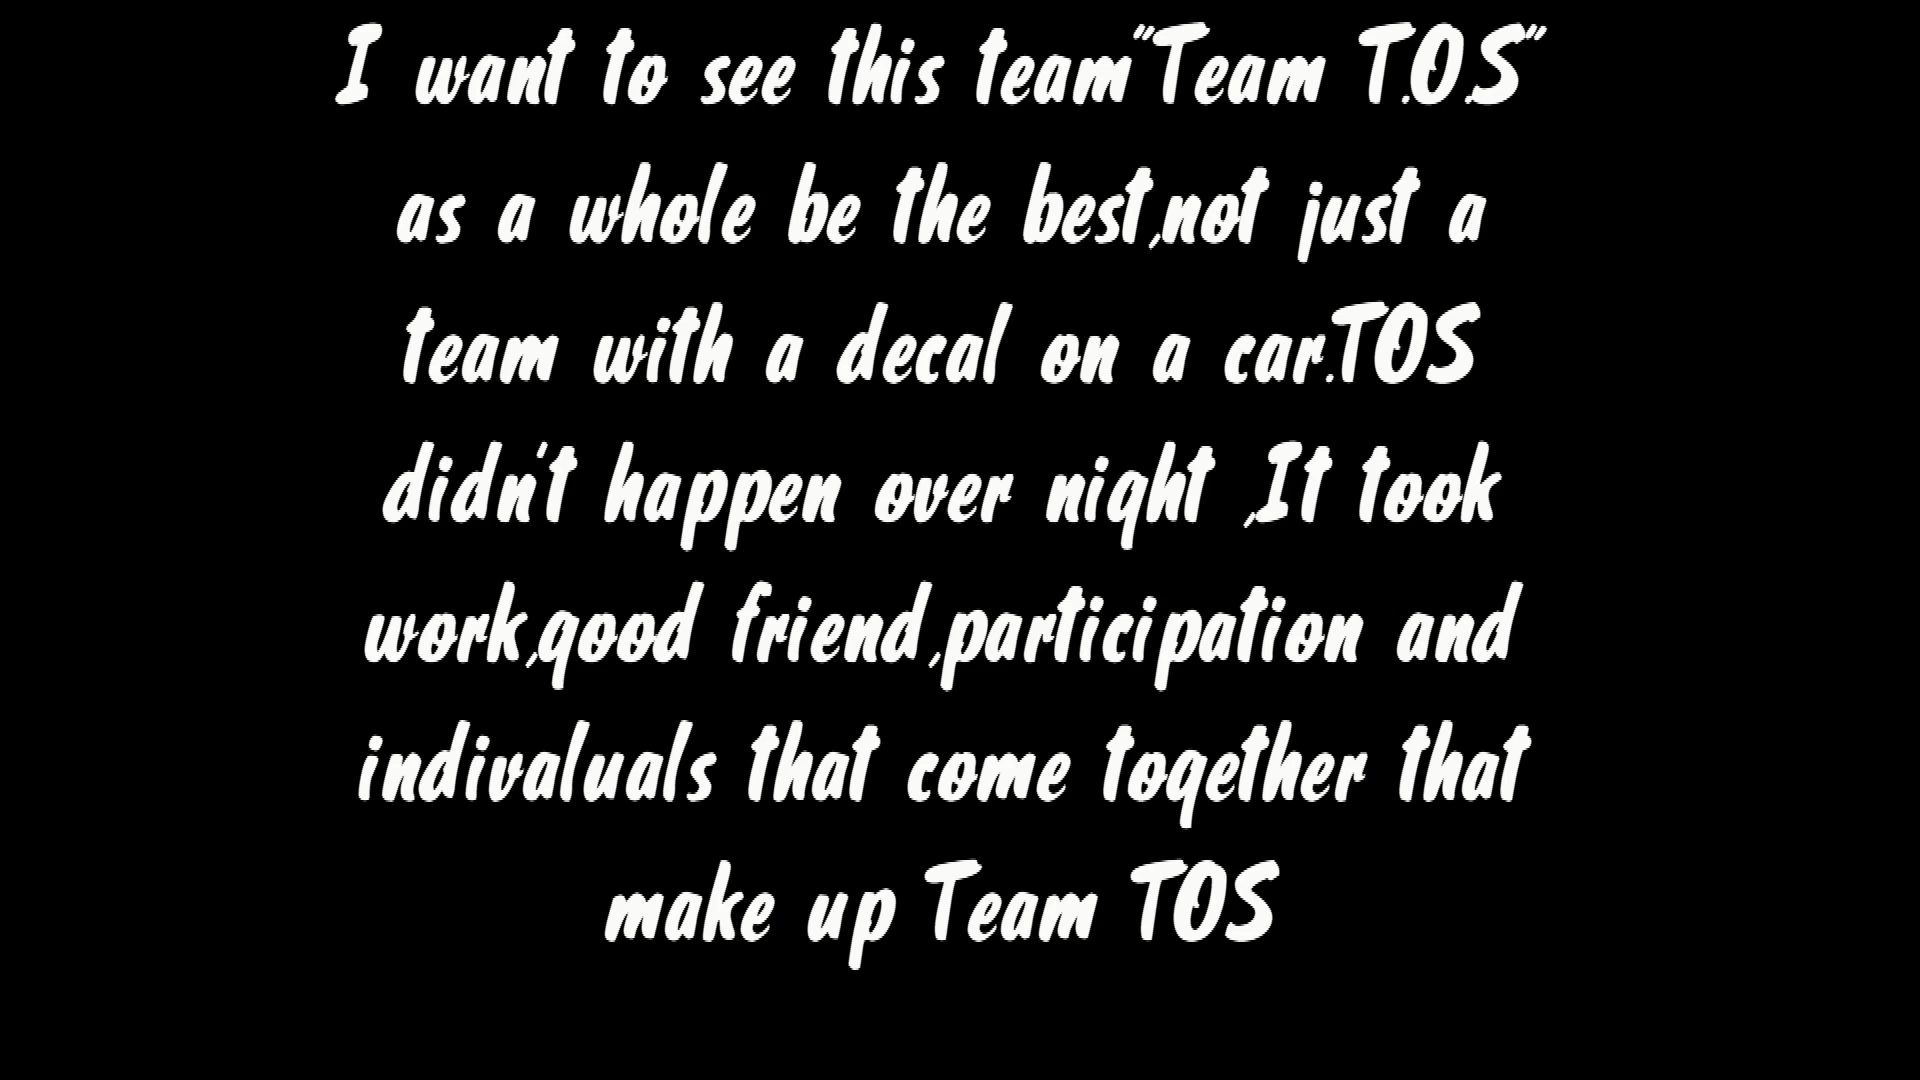 I want to see this team"Team T.O.S"
as a whole be the best,not just a
team with a decal on a car.TOS
didn't happen over night ,It took
work,good friend,participation and
indivaluals that come together that
make up Team TOS